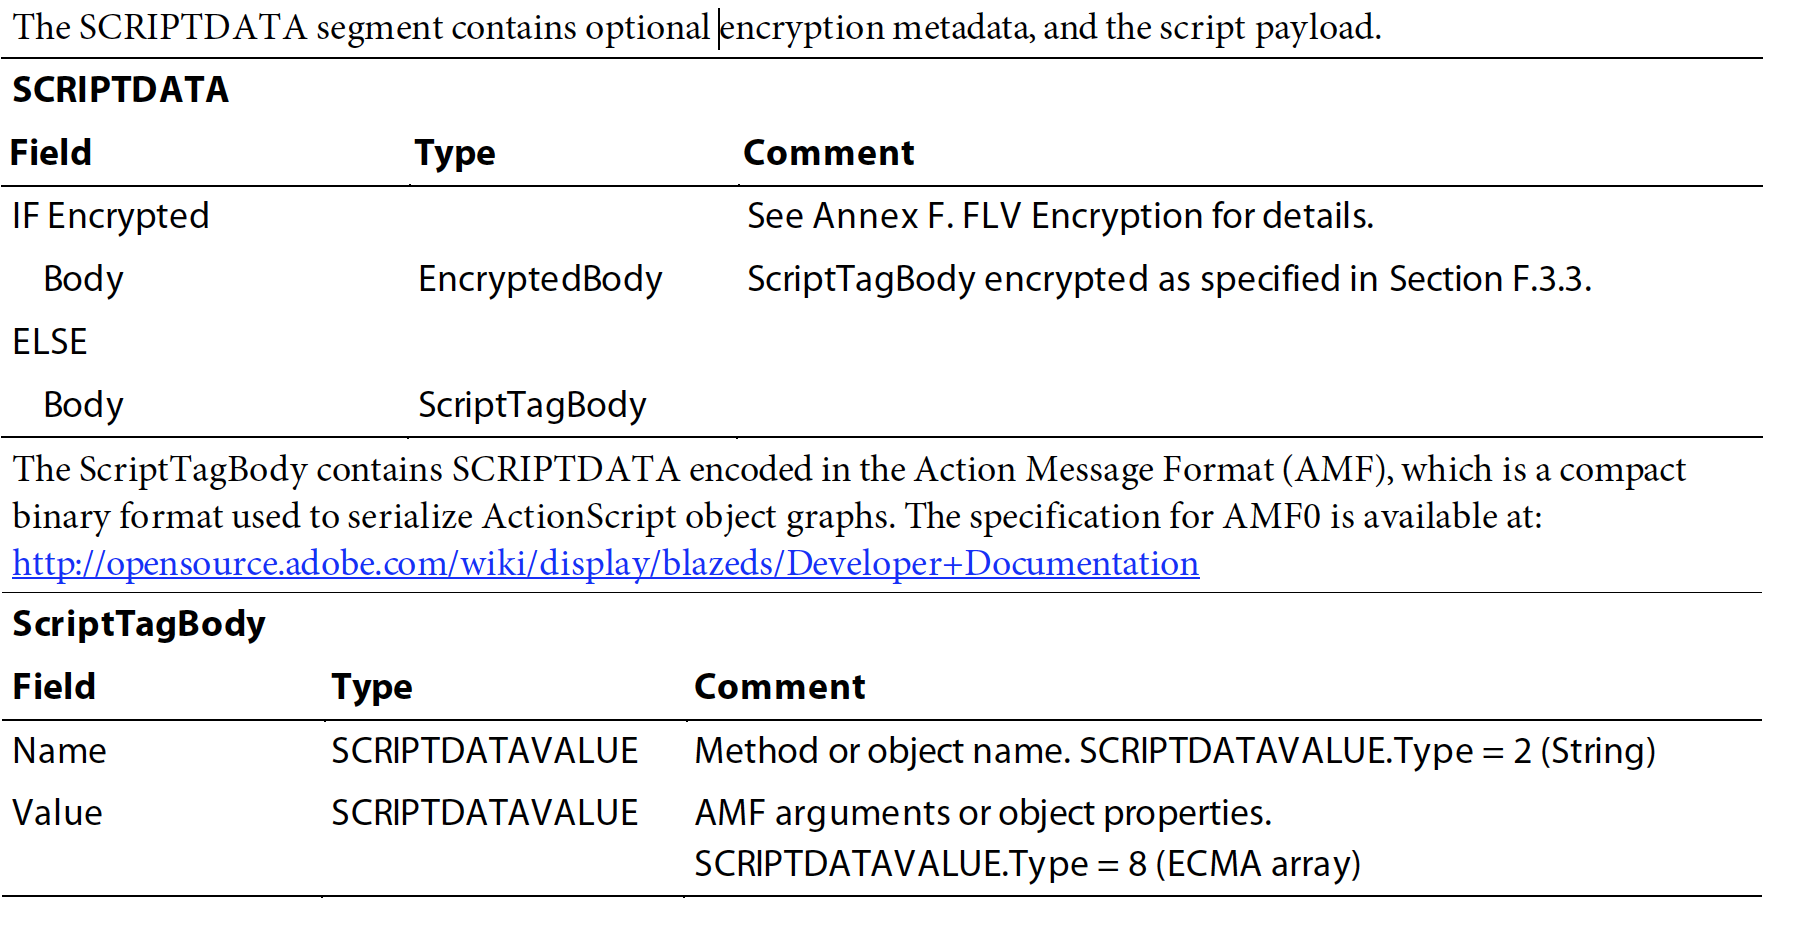 The SCRIPTDATA segment contains optional encryption metadata, and the script payload.
SCRIPTDATA
Field Type Comment
IF Encrypted See Annex F. FLV Encryption for details.
Body EncryptedBody ScriptTagBody encrypted as specified in Section F.3.3.
ELSE
Body ScriptTagBody
The ScriptTagBody contains SCRIPTDATA encoded in the Action Message Format (AMF), which is a compact
binary format used to serialize ActionScript object graphs. The specification for AMF0 is available at:
http://opensource.adobe.com/wiki/display/blazeds/Developer+Documentation
ScriptTagBody
Field Type Comment
Name SCRIPTDATAVALUE Method or object name. SCRIPTDATAVALUE.Type = 2 (String)
Value SCRIPTDATAVALUE AMF arguments or object properties.
SCRIPTDATAVALUE.Type = 8 (ECMA array)